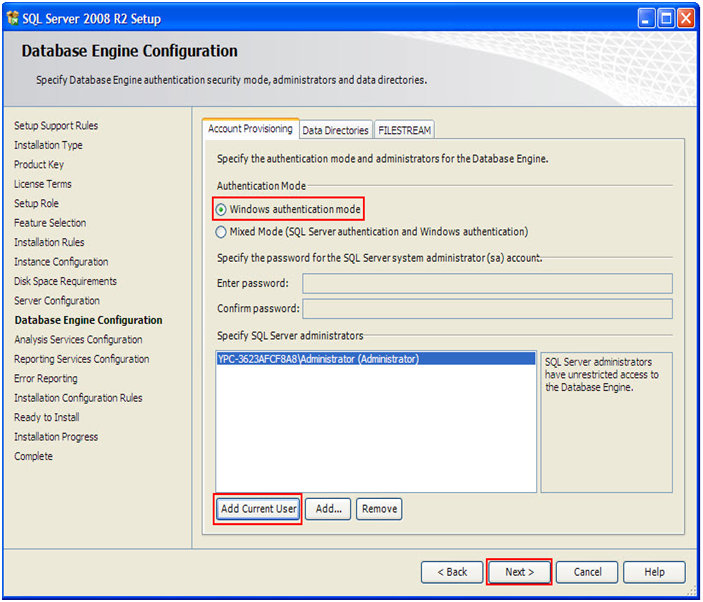 SQL Server 2008 R2 Setup
Database Engine Configuration
Specify Database Engine authentication security mode, administrators and data directories.
Setup Support Rules
Installation Type
Product Key
License Terms
Setup Role
Feature Selection
Installation Rules
Instance Configuration
Disk Space Requirements
Server Configuration
Database Engine Configuration
Analysis Services Configuration
Reporting Services Configuration
Error Reporting
Installation Configuration Rules
Ready to Install
Installation Progress
Complete
Account Provisioning
Data Directories
FILESTREAM
Specify the authentication mode and administrators for the Database Engine.
Authentication Mode
Windows authentication mode
Mixed Mode (SQL Server authentication and Windows authentication)
Specify the password for the SQL Server system administrator (sa) account.
Enter password:
Confirm password:
Specify SQL Server administrators
YPC-3623AFCF8A8\Administrator (Administrator)
SQL Server administrators
have unrestricted access to
the Database Engine.
Add Current User
Add...
Remove
< Back
Next >
Cancel
Help